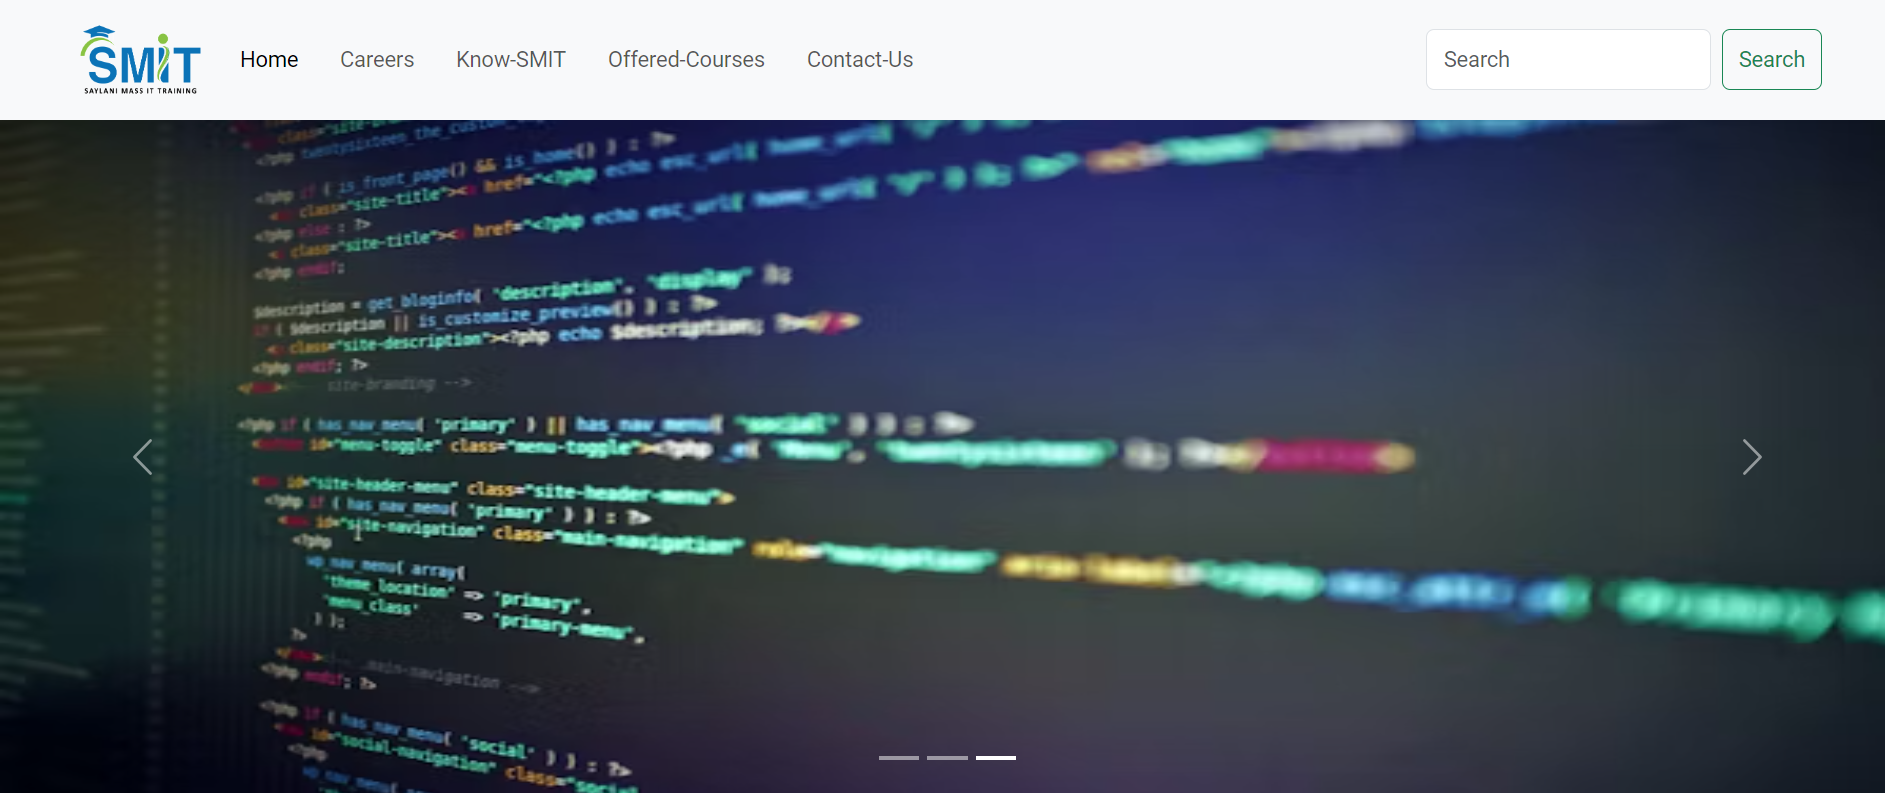 SMIT
SAYLANI MASS IT TRAINING
Home
Careers
Know-SMIT
Offered-Courses
Contact-Us
Search
Search
<?php twentysixteen_the_custom_
<?php if ( is_front_page() && is_home() ) : ?>
class="site-title">< href="<?php echo esc_url( home_url(
<?php else : ?>
class="site-title">< href="<?php echo esc_url( home_url(
<?php endif;
$description = get_bloginfo( 'description', 'display' );
if ( $description || is_customize_preview() ) : ?>
class="site-description"><?php echo $description; ?>
<?php endif; ?>
site-branding -->
<?php if ( has_nav_menu( 'primary' ) || has_nav_menu( 'social' ) ) : ?>
id="menu-toggle" class="menu-toggle"><?php _e( 'Menu', 'twentysixteen' );
id="site-header-menu" class="site-header-menu">
<?php if ( has_nav_menu( 'primary' ) ) : ?>
id="site-navigation" class="main-navigation" role="navigation"
<?php
wp_nav_menu( array(
'theme_location' => 'primary',
'menu_class' => 'primary-menu',
) );
?>
.main-navigation -->
<?php endif; ?>
<?php if ( has_nav_menu( 'social' ) ) : ?>
id="social-navigation" class="social
<?php
wp_nav_menu( array(